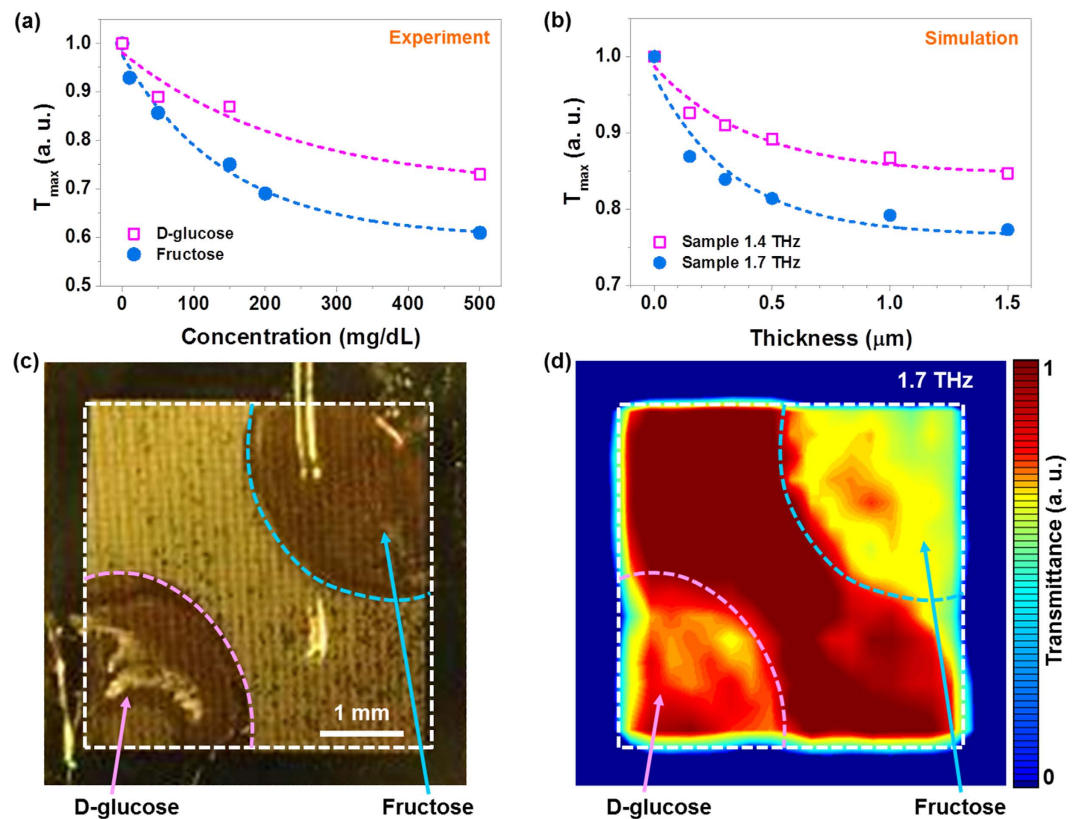 (a)
Experiment
T_max (a. u.)
1.0
0.9
0.8
0.7
0.6
0.5
D-glucose
Fructose
0 100 200 300 400 500
Concentration (mg/dL)
(b)
Simulation
T_max (a. u.)
1.0
0.9
0.8
0.7
Sample 1.4 THz
Sample 1.7 THz
0.0 0.5 1.0 1.5
Thickness (μm)
(c)
1 mm
D-glucose
Fructose
(d)
1.7 THz
1
Transmittance (a. u.)
0
D-glucose
Fructose